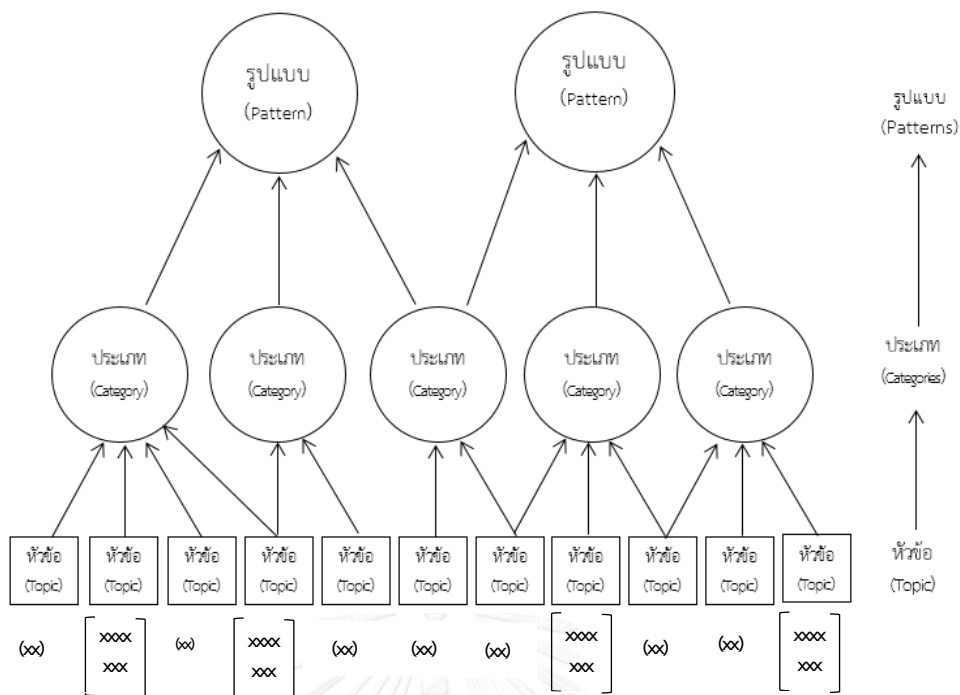 รูปแบบ
(Pattern)
รูปแบบ
(Pattern)
รูปแบบ
(Patterns)
ประเภท
(Category)
ประเภท
(Category)
ประเภท
(Category)
ประเภท
(Category)
ประเภท
(Category)
ประเภท
(Categories)
หัวข้อ
(Topic)
หัวข้อ
(Topic)
หัวข้อ
(Topic)
หัวข้อ
(Topic)
หัวข้อ
(Topic)
หัวข้อ
(Topic)
หัวข้อ
(Topic)
หัวข้อ
(Topic)
หัวข้อ
(Topic)
หัวข้อ
(Topic)
หัวข้อ
(Topic)
หัวข้อ
(Topic)
(xx)
xxxx
xxx
(xx)
xxxx
xxx
(xx)
(xx)
(xx)
xxxx
xxx
(xx)
(xx)
xxxx
xxx